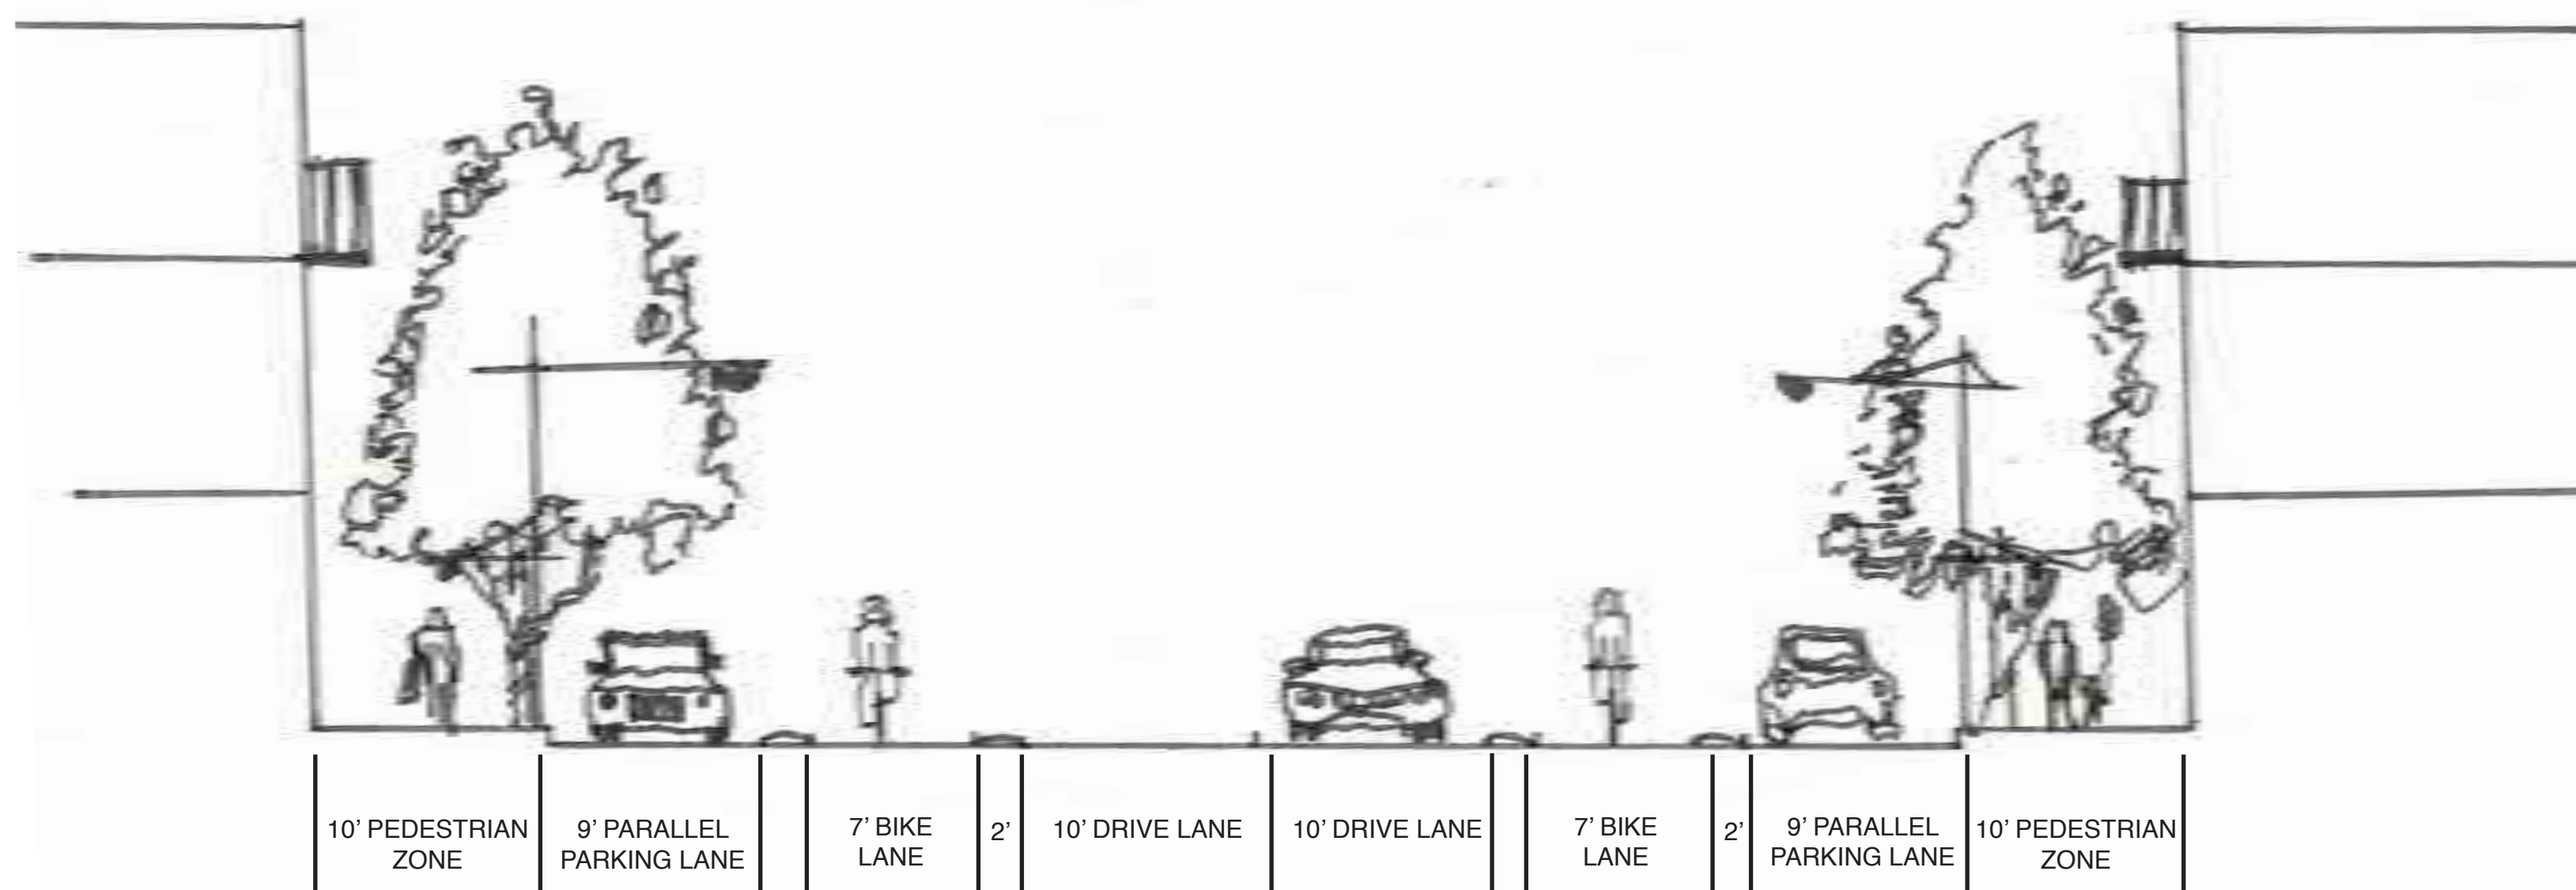 10’ PEDESTRIAN
ZONE
9’ PARALLEL
PARKING LANE
7’ BIKE
LANE
2’
10’ DRIVE LANE
10’ DRIVE LANE
7’ BIKE
LANE
2’
9’ PARALLEL
PARKING LANE
10’ PEDESTRIAN
ZONE